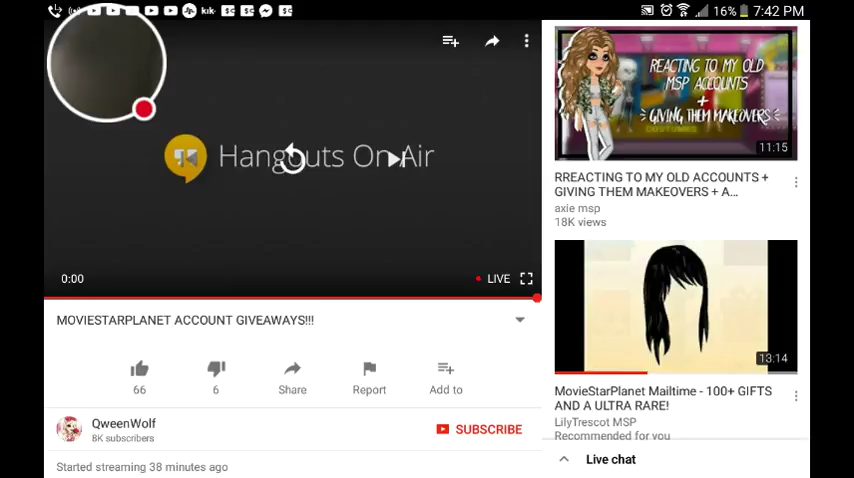 kik
16% 7:42 PM
Hangouts On Air
0:00
LIVE
MOVIESTARPLANET ACCOUNT GIVEAWAYS!!!
66
6
Share
Report
Add to
QweenWolf
8K subscribers
SUBSCRIBE
Started streaming 38 minutes ago
REACTING TO MY OLD
MSP ACCOUNTS
+
GIVING THEM MAKEOVERS
11:15
RREACTING TO MY OLD ACCOUNTS +
GIVING THEM MAKEOVERS + A...
axie msp
18K views
13:14
MovieStarPlanet Mailtime - 100+ GIFTS
AND A ULTRA RARE!
LilyTrescot MSP
Recommended for you
Live chat